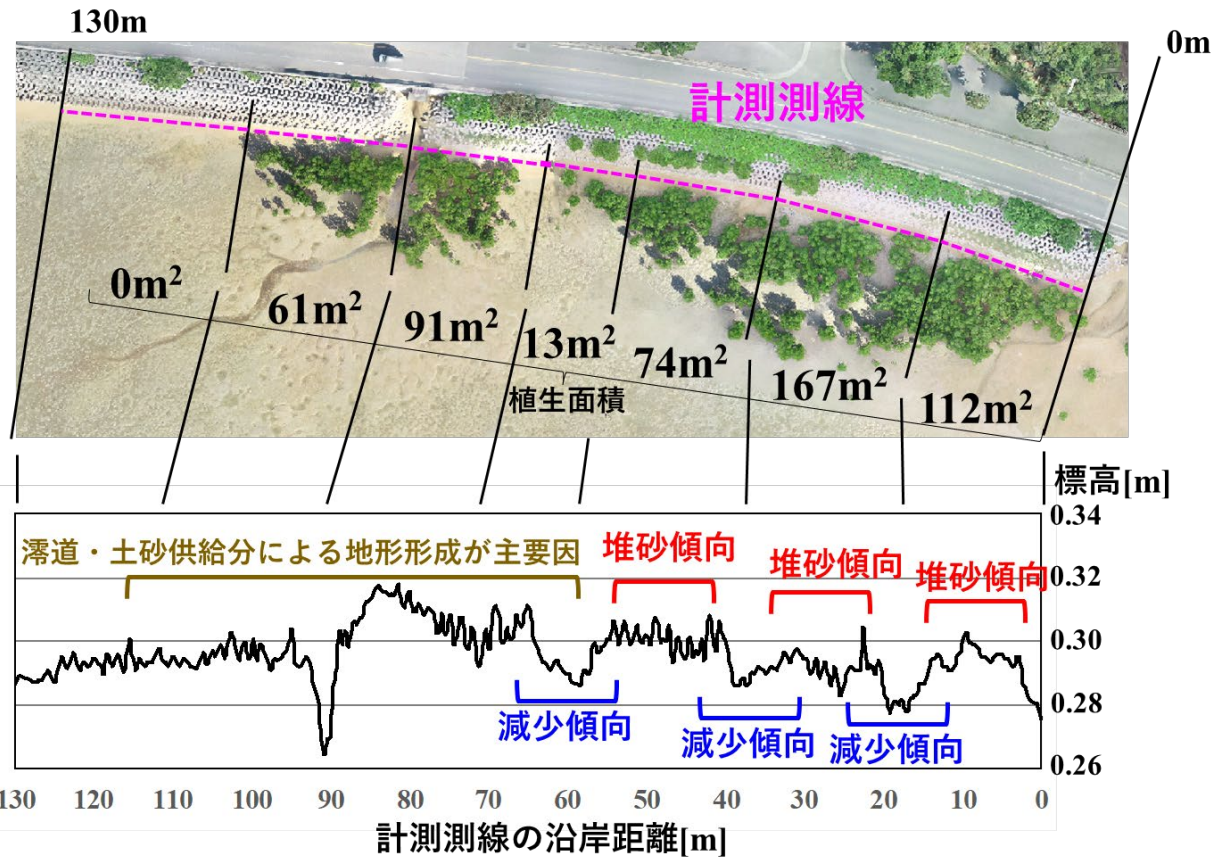 130m
0m
計測測線
0m²
61m²
91m²
13m²
74m²
167m²
112m²
植生面積
標高[m]
0.34
0.32
0.30
0.28
0.26
澪道・土砂供給分による地形形成が主要因
堆砂傾向
堆砂傾向
堆砂傾向
減少傾向
減少傾向
減少傾向
130 120 110 100 90 80 70 60 50 40 30 20 10 0
計測測線の沿岸距離[m]